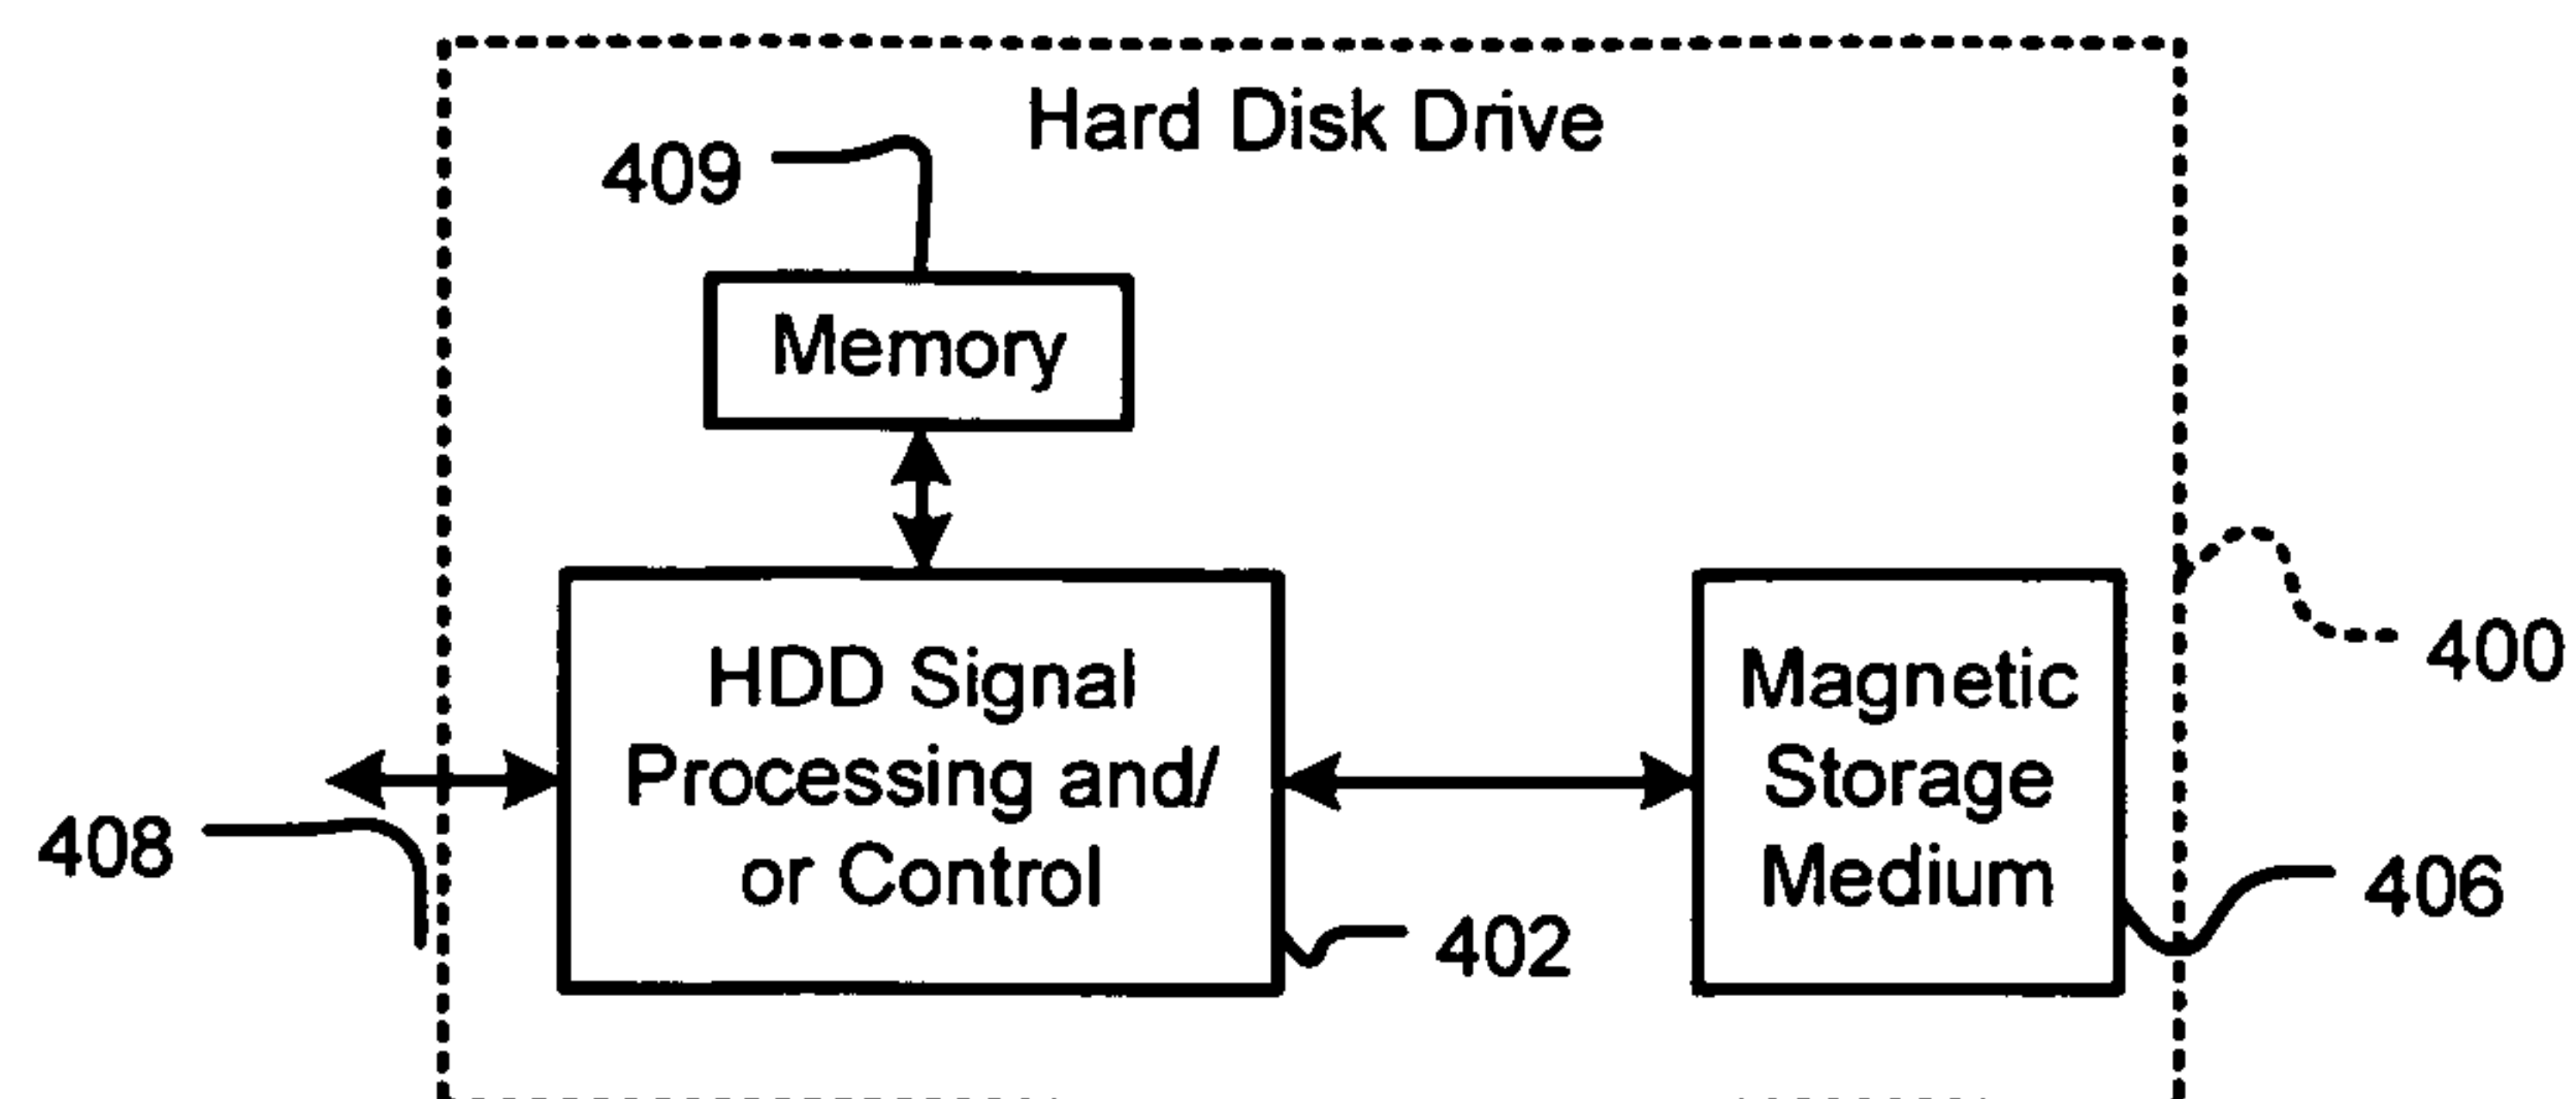 Hard Disk Drive
409
Memory
HDD Signal
Processing and/
or Control
Magnetic
Storage
Medium
400
408
402
406